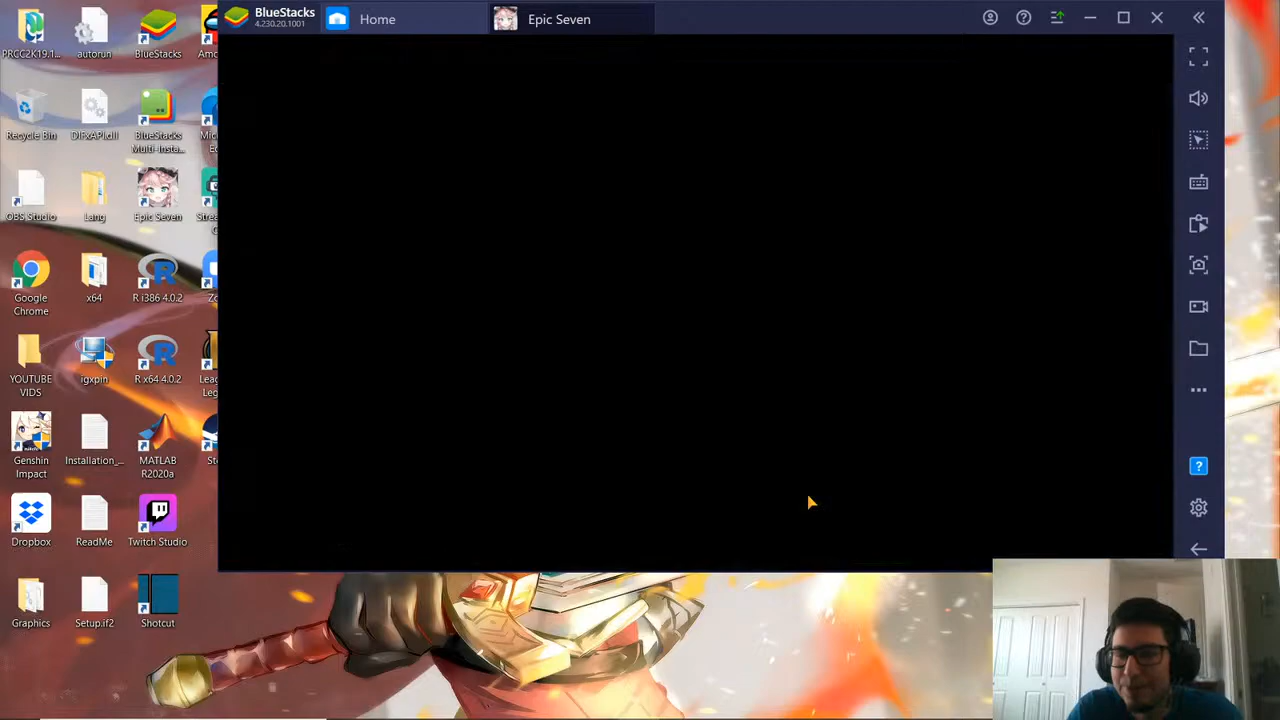 BlueStacks
4.230.20.1001
Home
Epic Seven
PRCC2K19.1...
autorun
BlueStacks
Recycle Bin
DIFxAPI.dll
BlueStacks
Multi-Insta...
OBS Studio
Lang
Epic Seven
Google
Chrome
x64
R i386 4.0.2
YOUTUBE
VIDS
igxpin
R x64 4.0.2
Genshin
Impact
Installation_...
MATLAB
R2020a
Dropbox
ReadMe
Twitch Studio
Graphics
Setup.if2
Shotcut